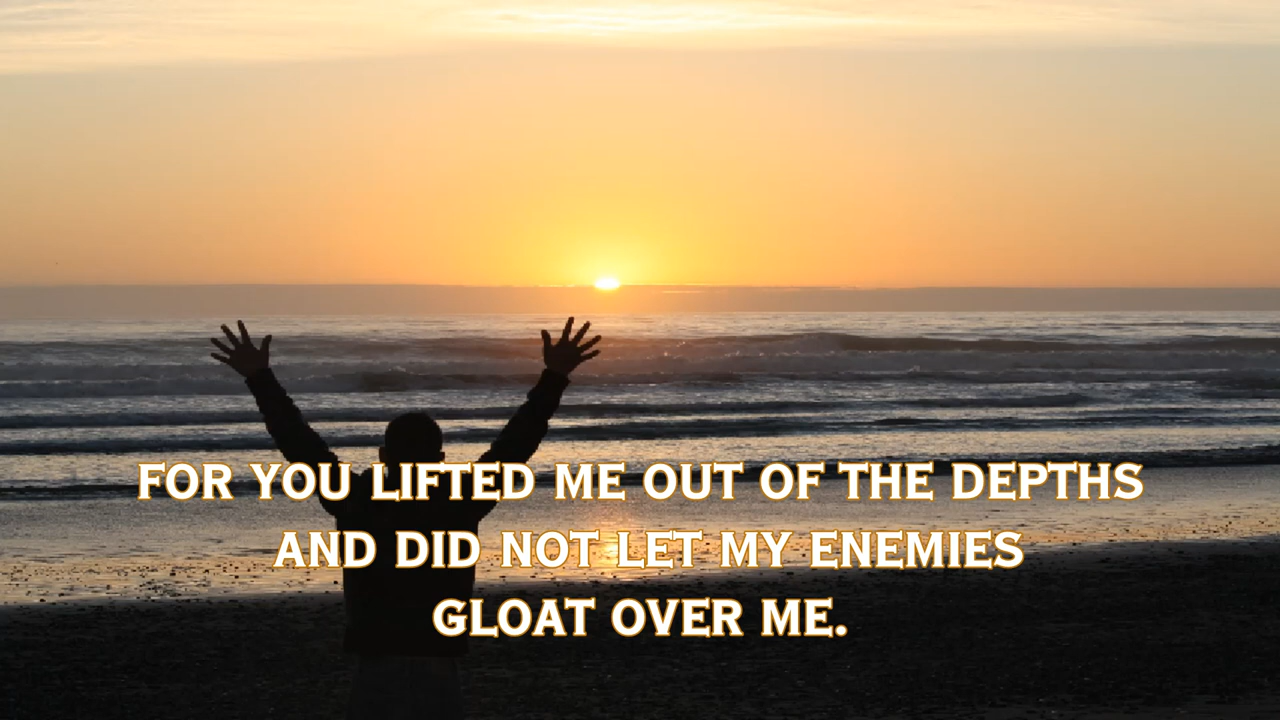 FOR YOU LIFTED ME OUT OF THE DEPTHS
AND DID NOT LET MY ENEMIES
GLOAT OVER ME.